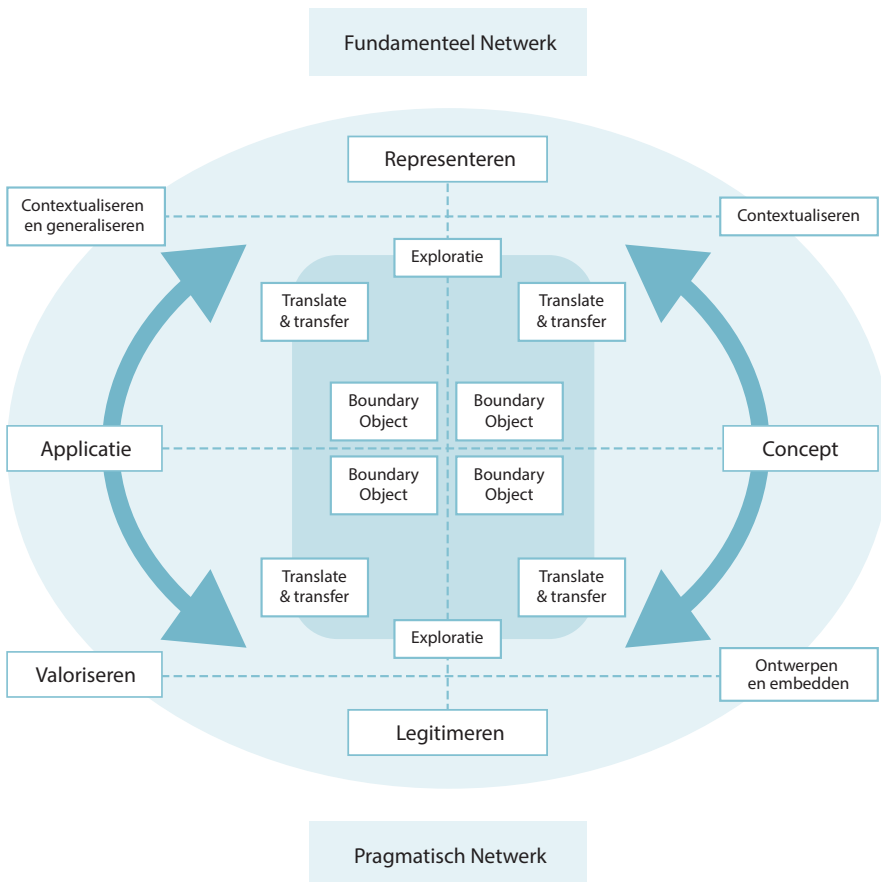 Fundamenteel Netwerk
Representeren
Contextualiseren
en generaliseren
Contextualiseren
Exploratie
Translate
& transfer
Translate
& transfer
Boundary
Object
Boundary
Object
Applicatie
Concept
Boundary
Object
Boundary
Object
Translate
& transfer
Translate
& transfer
Exploratie
Valoriseren
Ontwerpen
en embedden
Legitimeren
Pragmatisch Netwerk